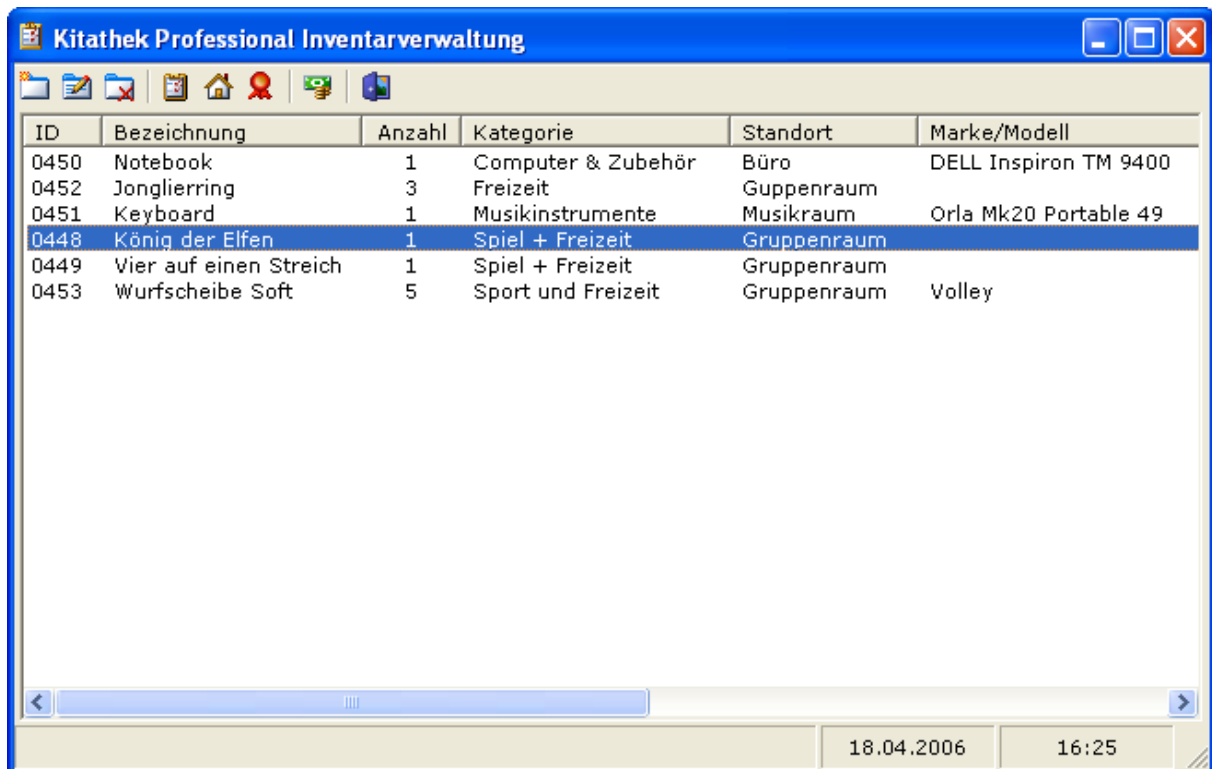 Kitathek Professional Inventarverwaltung
ID Bezeichnung Anzahl Kategorie Standort Marke/Modell
0450 Notebook 1 Computer & Zubehör Büro DELL Inspiron TM 9400
0452 Jonglierring 3 Freizeit Guppenraum
0451 Keyboard 1 Musikinstrumente Musikraum Orla Mk20 Portable 49
0448 König der Elfen 1 Spiel + Freizeit Gruppenraum
0449 Vier auf einen Streich 1 Spiel + Freizeit Gruppenraum
0453 Wurfscheibe Soft 5 Sport und Freizeit Gruppenraum Volley
18.04.2006 16:25